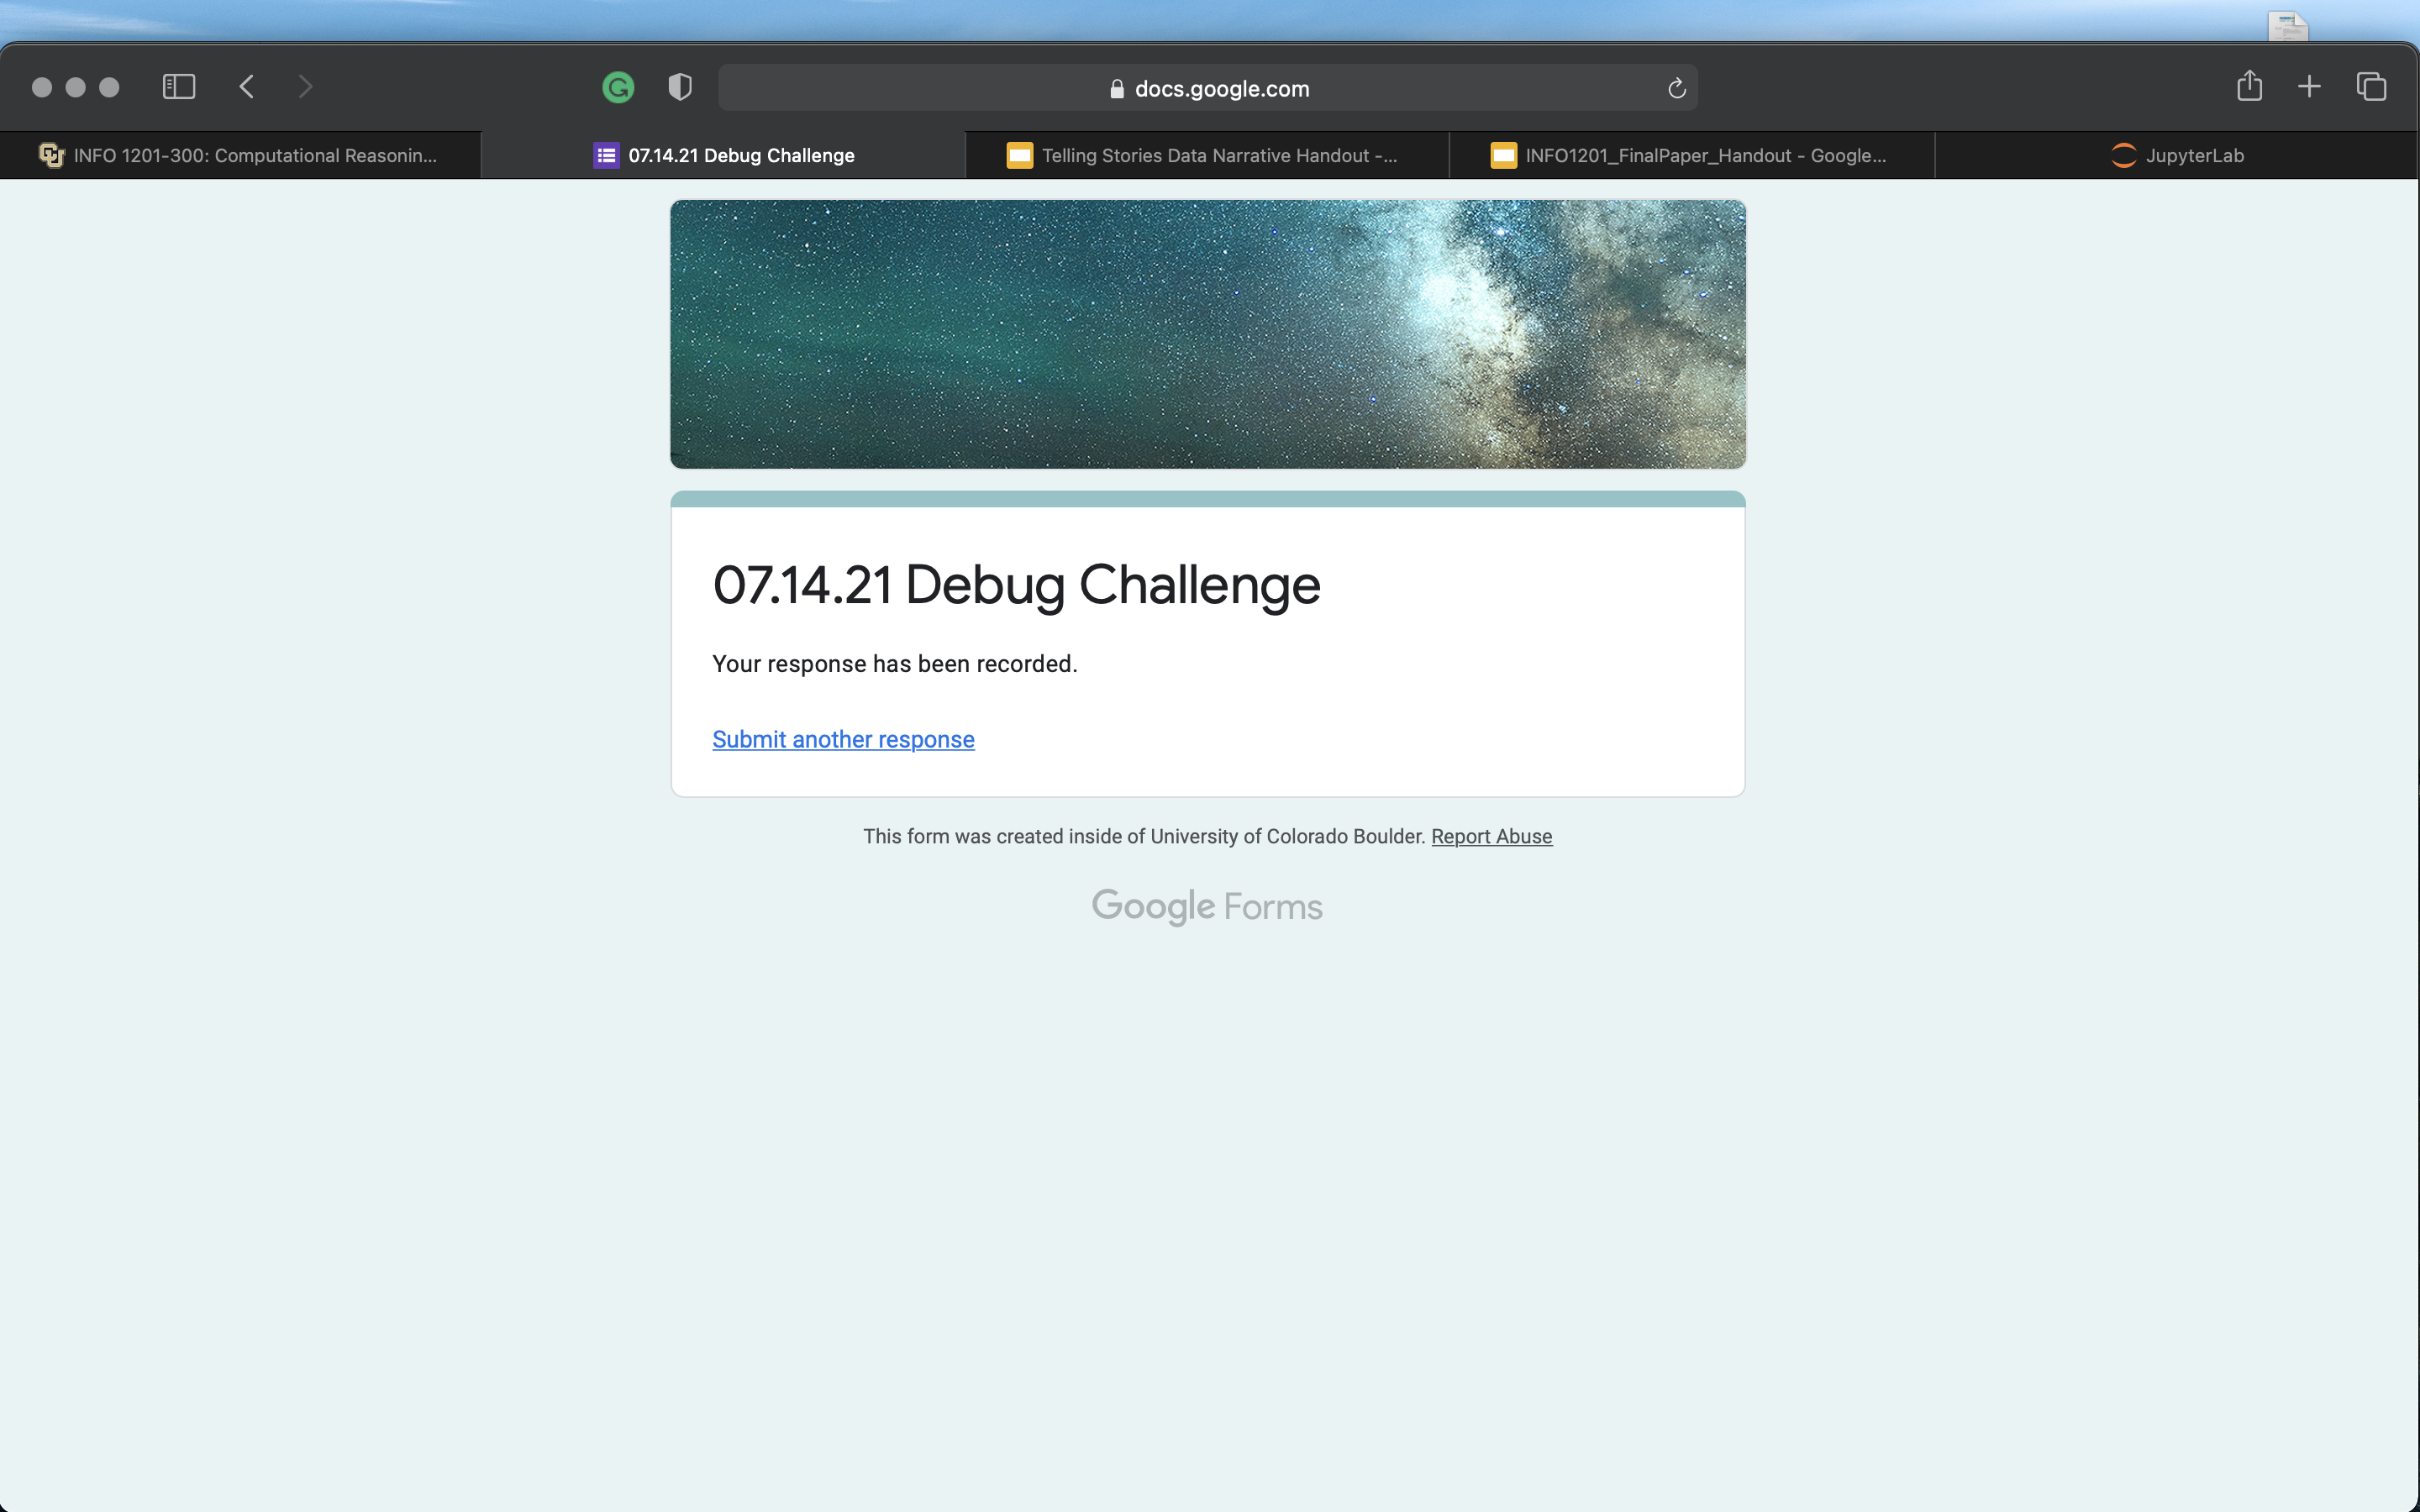 docs.google.com
INFO 1201-300: Computational Reasonin...
07.14.21 Debug Challenge
Telling Stories Data Narrative Handout -...
INFO1201_FinalPaper_Handout - Google...
JupyterLab
07.14.21 Debug Challenge
Your response has been recorded.
Submit another response
This form was created inside of University of Colorado Boulder. Report Abuse
Google Forms